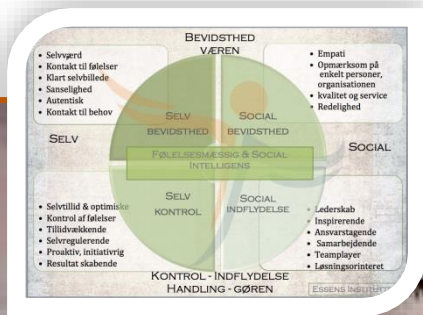 BEVIDSTHED
VÆREN
• Selvværd
• Kontakt til følelser
• Klart selvbillede
• Sanselighed
• Autentisk
• Kontakt til behov
• Empati
• Opmærksom på
enkelt personer,
organisationen
• kvalitet og service
• Redelighed
SELV
BEVIDSTHED
SOCIAL
BEVIDSTHED
SELV
SOCIAL
FØLELSESMÆSSIG & SOCIAL
INTELLIGENS
SELV
KONTROL
SOCIAL
INDFLYDELSE
• Selvtillid & optimisme
• Kontrol af følelser
• Tillidvækkende
• Selvregulerende
• Proaktiv, initiativrig
• Resultat skabende
• Lederskab
• Inspirerende
• Ansvarstagende
• Samarbejdende
• Teamplayer
• Løsningsorinteret
KONTROL - INDFLYDELSE
HANDLING - GØREN
ESSENS